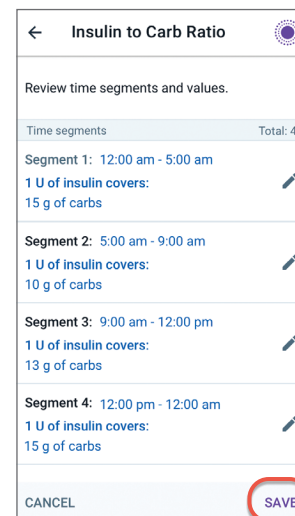 Insulin to Carb Ratio
Review time segments and values.
Time segments Total: 4
Segment 1: 12:00 am - 5:00 am
1 U of insulin covers:
15 g of carbs
Segment 2: 5:00 am - 9:00 am
1 U of insulin covers:
10 g of carbs
Segment 3: 9:00 am - 12:00 pm
1 U of insulin covers:
13 g of carbs
Segment 4: 12:00 pm - 12:00 am
1 U of insulin covers:
15 g of carbs
CANCEL SAVE